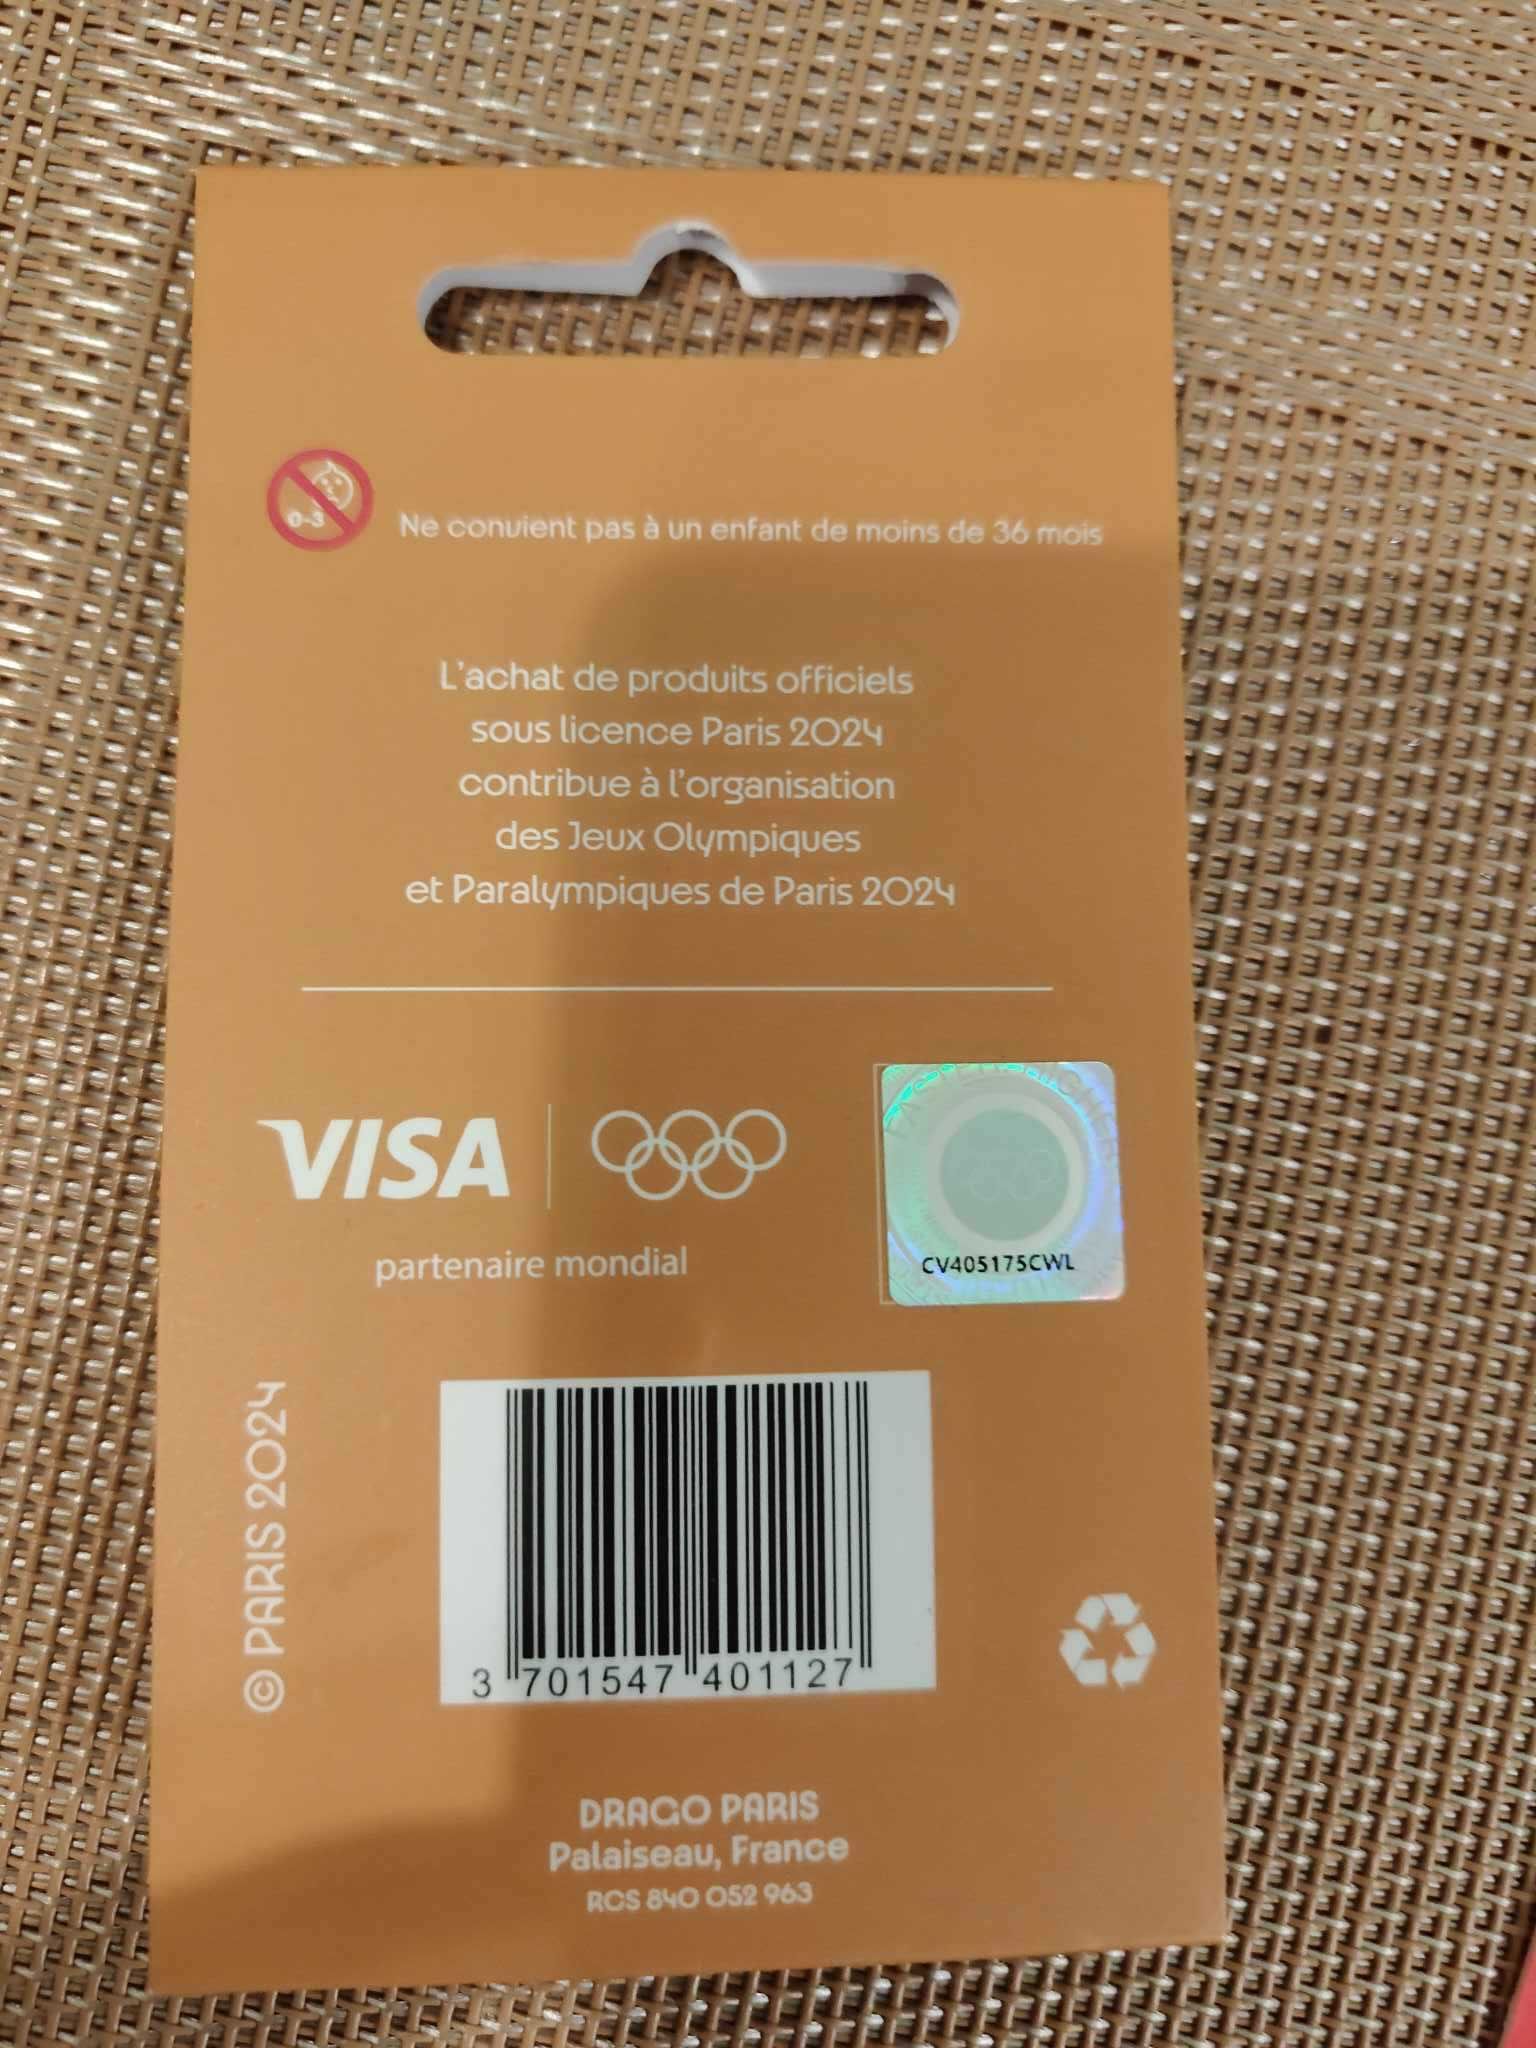 0-3
Ne convient pas à un enfant de moins de 36 mois
L'achat de produits officiels
sous licence Paris 2024
contribue à l'organisation
des Jeux Olympiques
et Paralympiques de Paris 2024
VISA
partenaire mondial
CV405175CWL
© PARIS 2024
3 701547 401127
DRAGO PARIS
Palaiseau, France
RCS 840 052 963